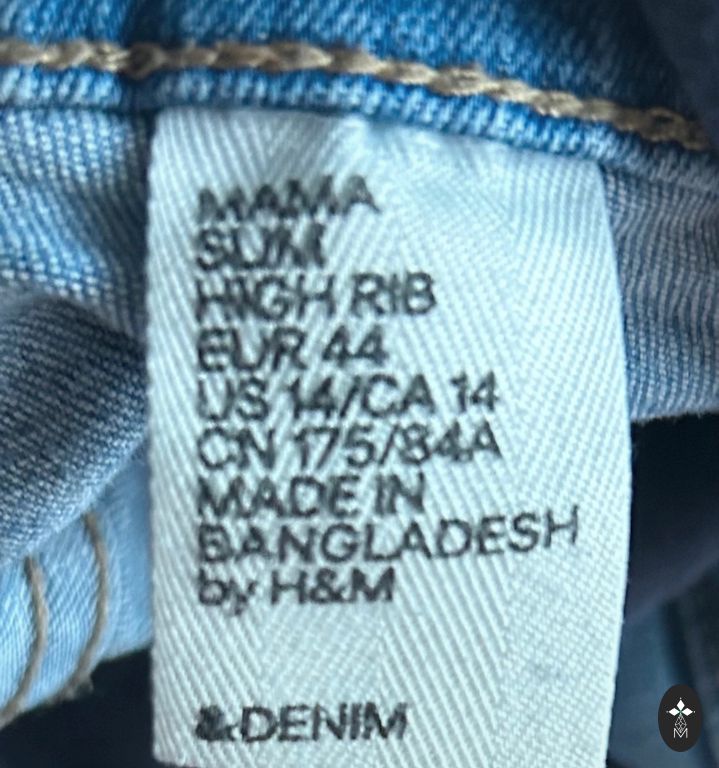 MAMA
SLIM
HIGH RIB
EUR 44
US 14/CA 14
CN 175/84A
MADE IN
BANGLADESH
by H&M
&DENIM
M